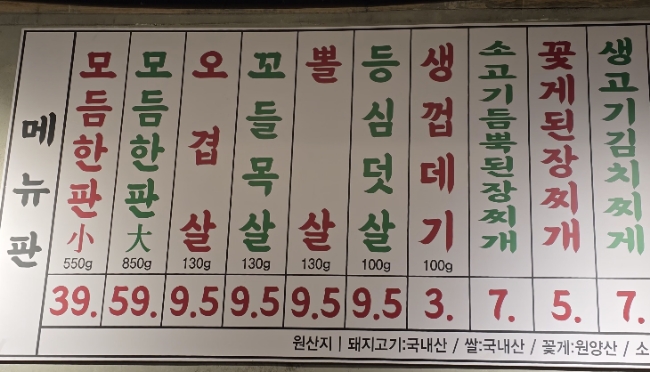 메뉴판
모듬한판小
550g
39.
모듬한판大
850g
59.
오겹살
130g
9.5
꼬들목살
130g
9.5
뽈살
130g
9.5
등심덧살
100g
9.5
생껍데기
100g
3.
소고기듬뿍된장찌개
7.
꽃게된장찌개
5.
생고기김치찌게
7.
원산지 | 돼지고기:국내산 / 쌀:국내산 / 꽃게:원양산 / 소